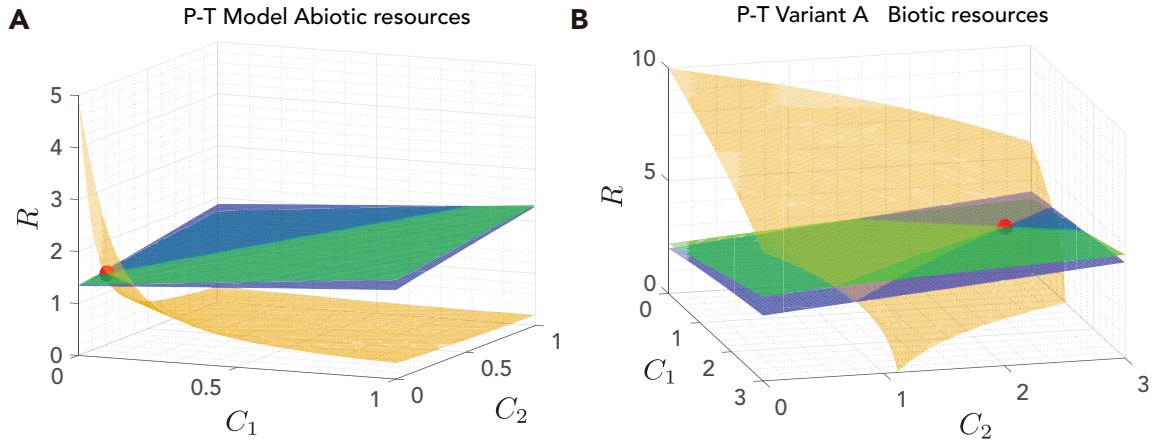 A
P-T Model Abiotic resources
5
4
3
2
1
0
R
0
0.5
1
C₁
0
0.5
1
C₂
B
P-T Variant A Biotic resources
10
5
0
R
0
1
2
3
C₁
0
1
2
3
C₂